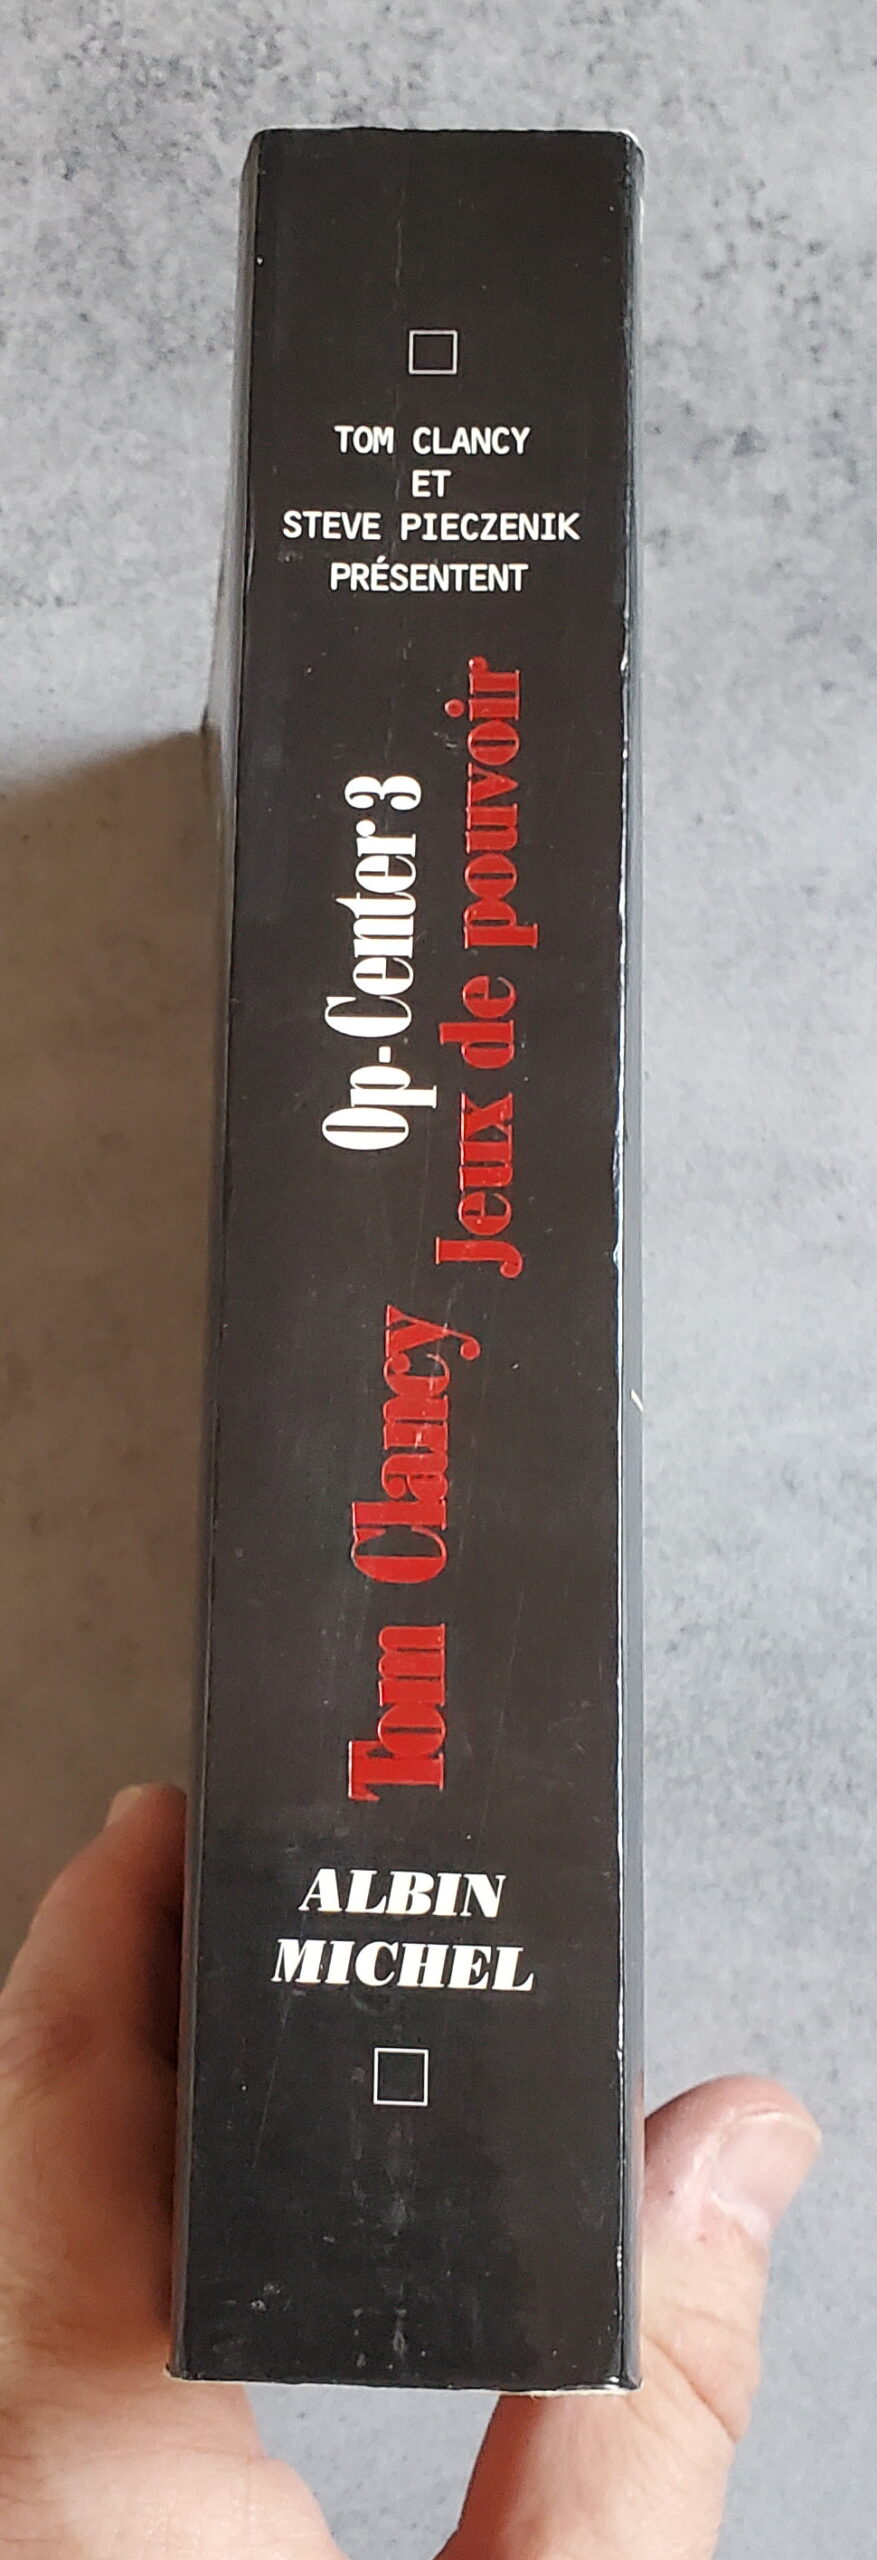 TOM CLANCY
ET
STEVE PIECZENIK
PRÉSENTENT
Op-Center 3
Jeux de pouvoir
Tom Clancy
ALBIN
MICHEL